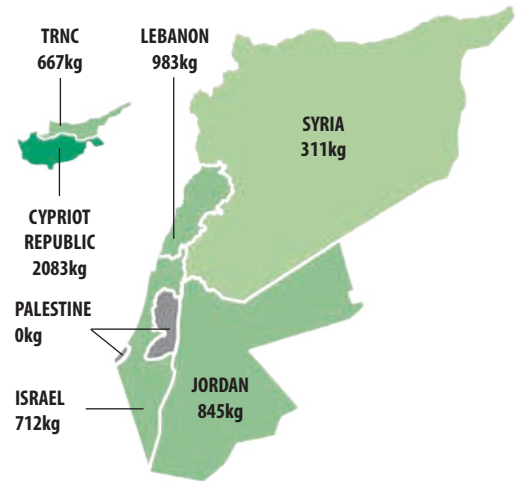 TRNC
667kg
LEBANON
983kg
SYRIA
311kg
CYPRIOT
REPUBLIC
2083kg
PALESTINE
0kg
ISRAEL
712kg
JORDAN
845kg